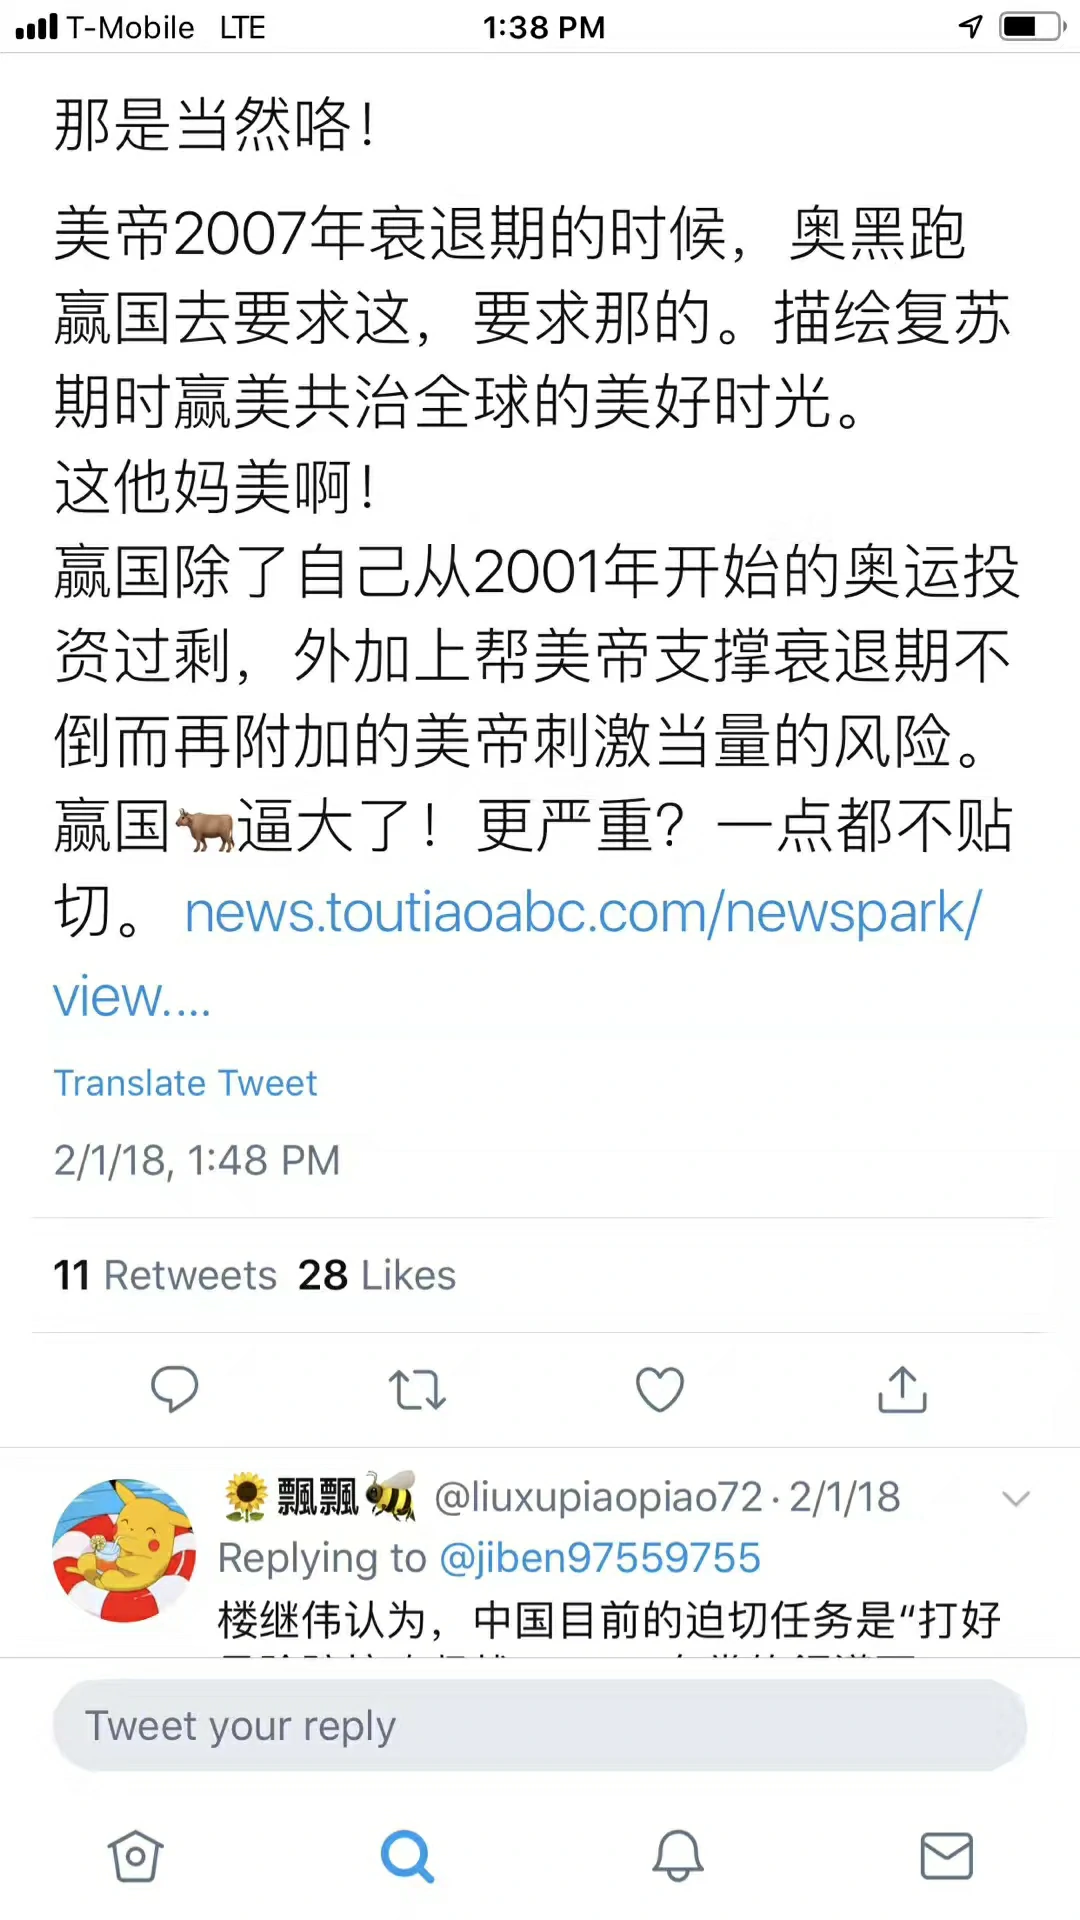 T-Mobile LTE 1:38 PM
那是当然咯！
美帝2007年衰退期的时候，奥黑跑
赢国去要求这，要求那的。描绘复苏
期时赢美共治全球的美好时光。
这他妈美啊！
赢国除了自己从2001年开始的奥运投
资过剩，外加上帮美帝支撑衰退期不
倒而再附加的美帝刺激当量的风险。
赢国🐂逼大了！更严重？一点都不贴
切。 news.toutiaoabc.com/newspark/
view....
Translate Tweet
2/1/18, 1:48 PM
11 Retweets 28 Likes
🌻飄飄🐝 @liuxupiaopiao72 · 2/1/18
Replying to @jiben97559755
楼继伟认为，中国目前的迫切任务是“打好
Tweet your reply